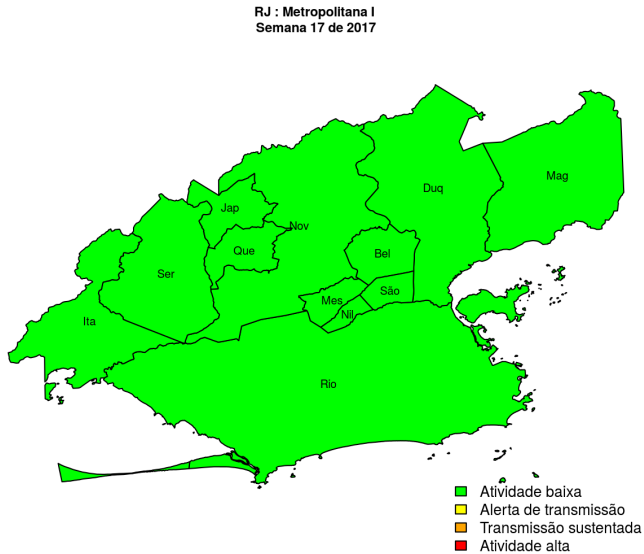 RJ : Metropolitana I
Semana 17 de 2017
Mag
Duq
Jap
Nov
Que
Bel
Ser
São
Mes
Nil
Ita
Rio
Atividade baixa
Alerta de transmissão
Transmissão sustentada
Atividade alta